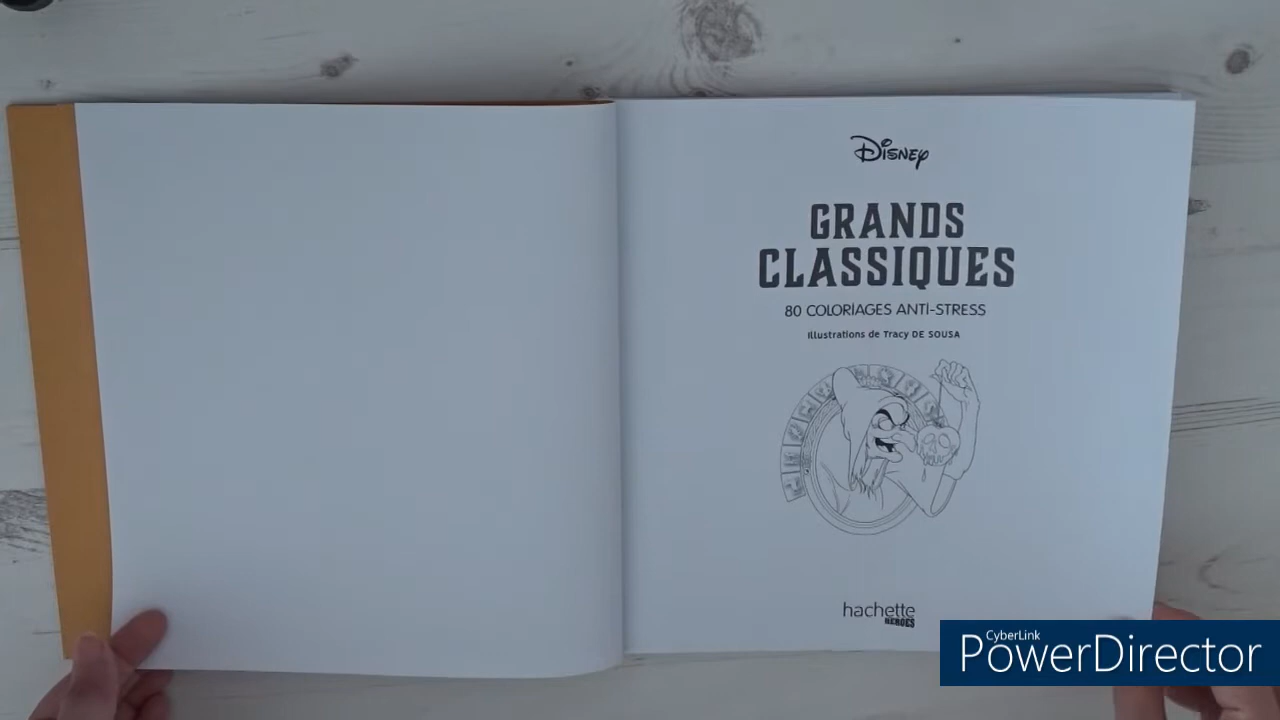 Disney
GRANDS
CLASSIQUES
80 COLORIAGES ANTI-STRESS
Illustrations de Tracy DE SOUSA
hachette
HEROES
CyberLink
PowerDirector